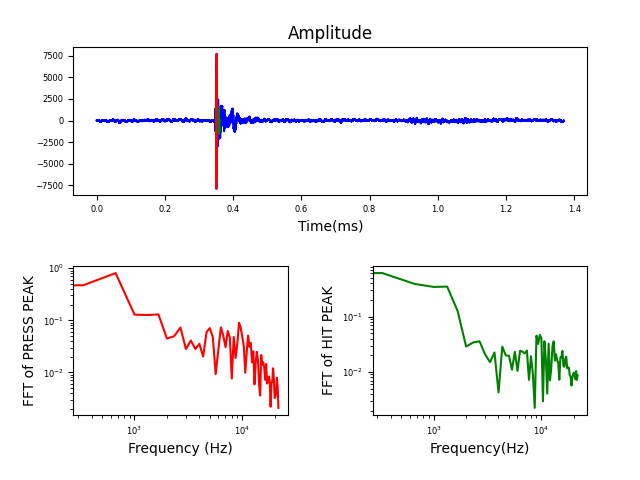 Amplitude
7500
5000
2500
0
−2500
−5000
−7500
0.0 0.2 0.4 0.6 0.8 1.0 1.2 1.4
Time(ms)
FFT of PRESS PEAK
10⁰
10⁻¹
10⁻²
10³ 10⁴
Frequency (Hz)
FFT of HIT PEAK
10⁻¹
10⁻²
10³ 10⁴
Frequency(Hz)